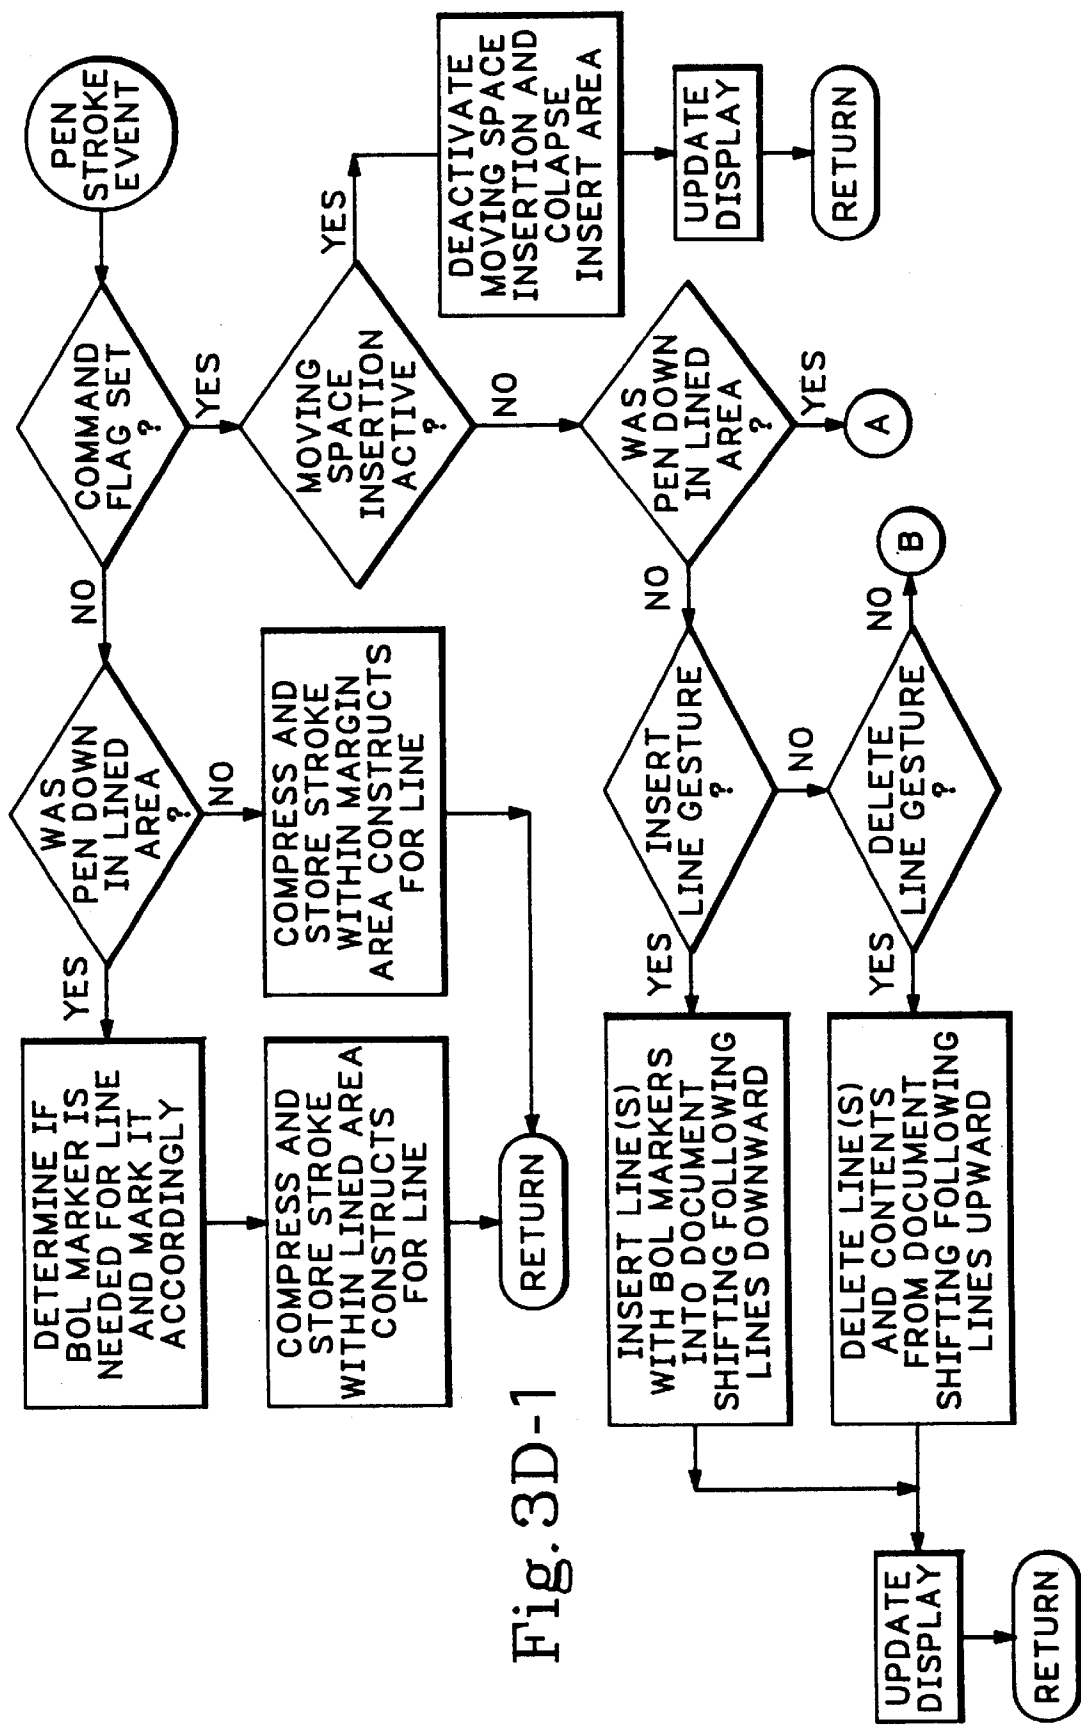 PEN
STROKE
EVENT
COMMAND
FLAG SET
?
NO
YES
WAS
PEN DOWN
IN LINED
AREA
?
YES
NO
DETERMINE IF
BOL MARKER IS
NEEDED FOR LINE
AND MARK IT
ACCORDINGLY
COMPRESS AND
STORE STROKE
WITHIN LINED AREA
CONSTRUCTS
FOR LINE
COMPRESS AND
STORE STROKE
WITHIN MARGIN
AREA CONSTRUCTS
FOR LINE
RETURN
MOVING
SPACE
INSERTION
ACTIVE
?
YES
NO
DEACTIVATE
MOVING SPACE
INSERTION AND
COLAPSE
INSERT AREA
UPDATE
DISPLAY
RETURN
WAS
PEN DOWN
IN LINED
AREA
?
YES
A
NO
INSERT
LINE GESTURE
?
YES
NO
INSERT LINE(S)
WITH BOL MARKERS
INTO DOCUMENT
SHIFTING FOLLOWING
LINES DOWNWARD
DELETE
LINE GESTURE
?
NO
B
YES
DELETE LINE(S)
AND CONTENTS
FROM DOCUMENT
SHIFTING FOLLOWING
LINES UPWARD
UPDATE
DISPLAY
RETURN
Fig. 3D-1